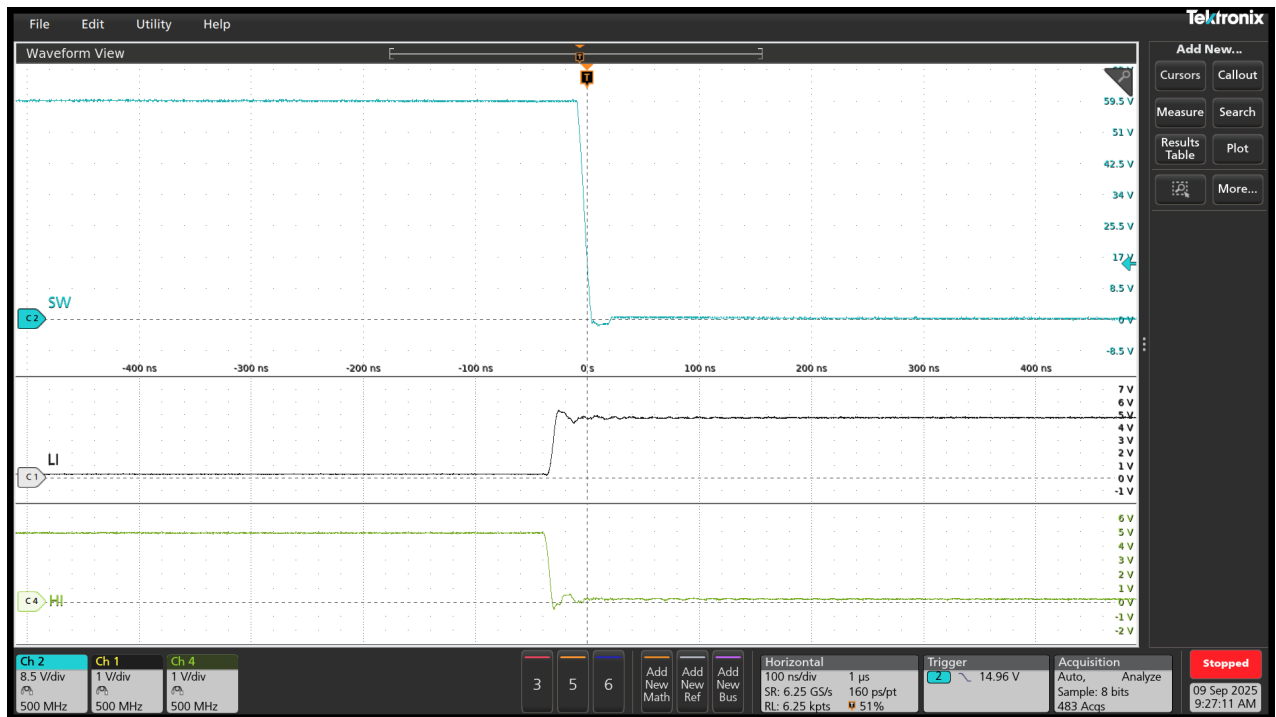 File Edit Utility Help
Tektronix
Waveform View
Add New...
Cursors Callout
Measure Search
Results Table Plot
More...
T
T
59.5 V
51 V
42.5 V
34 V
25.5 V
17 V
8.5 V
0 V
-8.5 V
SW
C 2
-400 ns -300 ns -200 ns -100 ns 0 s 100 ns 200 ns 300 ns 400 ns
7 V
6 V
5 V
4 V
3 V
2 V
1 V
0 V
-1 V
LI
C 1
6 V
5 V
4 V
3 V
2 V
1 V
0 V
-1 V
-2 V
C 4 HI
Ch 2
8.5 V/div
500 MHz
Ch 1
1 V/div
500 MHz
Ch 4
1 V/div
500 MHz
3 5 6
Add New Math
Add New Ref
Add New Bus
Horizontal
100 ns/div 1 µs
SR: 6.25 GS/s 160 ps/pt
RL: 6.25 kpts 51%
Trigger
2 14.96 V
Acquisition
Auto, Analyze
Sample: 8 bits
483 Acqs
Stopped
09 Sep 2025
9:27:11 AM